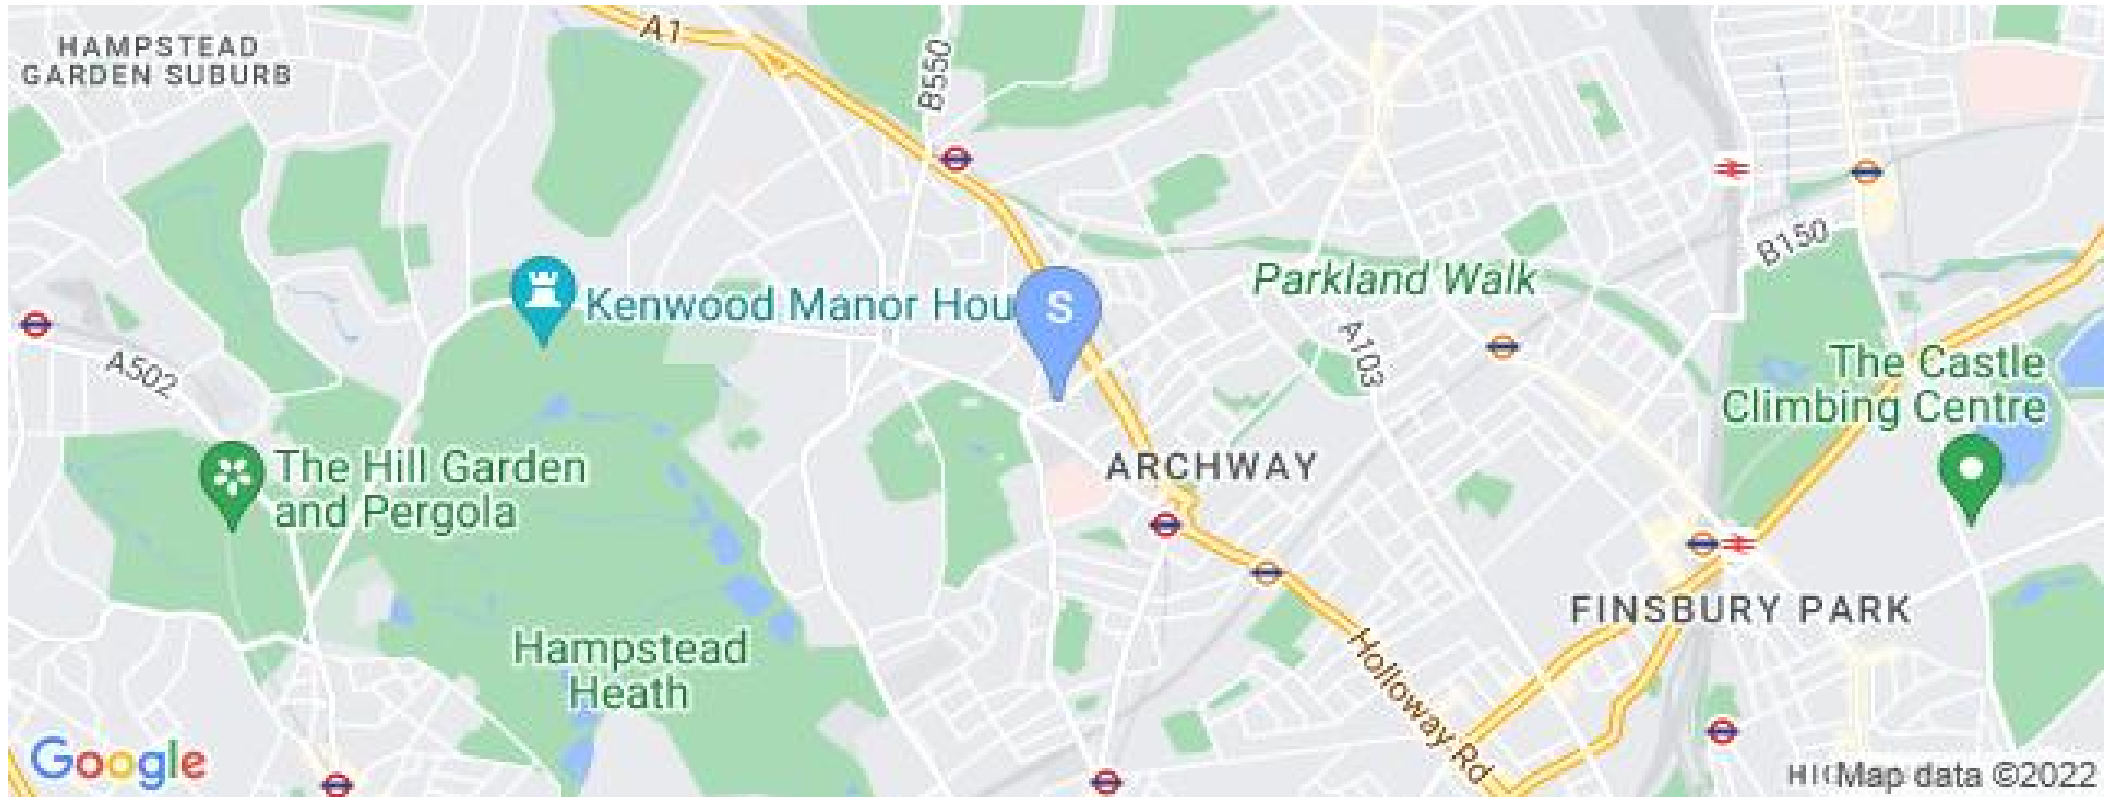 HAMPSTEAD
GARDEN SUBURB
A1
B550
B150
Kenwood Manor Hou
S
Parkland Walk
A103
A502
The Castle
Climbing Centre
The Hill Garden
and Pergola
ARCHWAY
FINSBURY PARK
Hampstead
Heath
Holloway Rd
Google
Map data ©2022